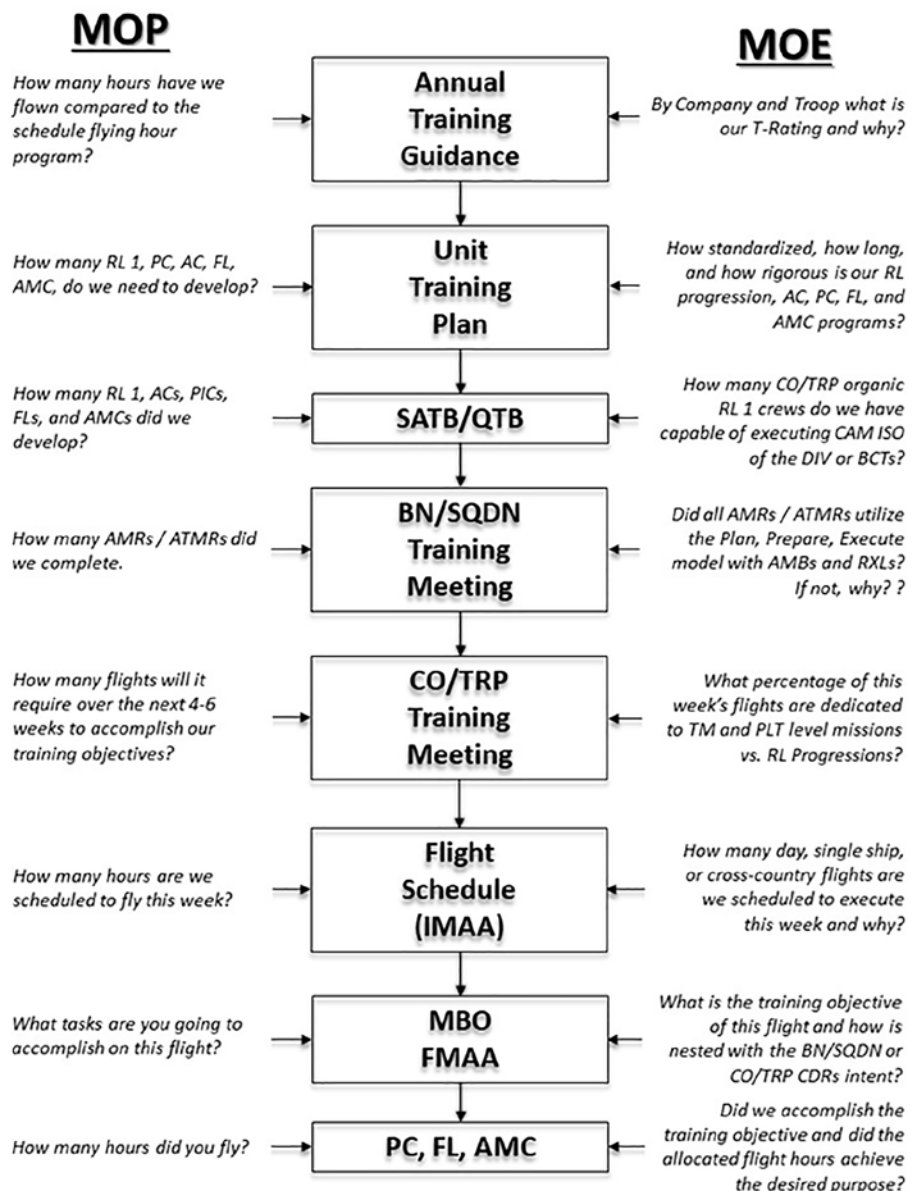 MOP
MOE
How many hours have we
flown compared to the
schedule flying hour
program?
Annual
Training
Guidance
By Company and Troop what is
our T-Rating and why?
How many RL 1, PC, AC, FL,
AMC, do we need to develop?
Unit
Training
Plan
How standardized, how long,
and how rigorous is our RL
progression, AC, PC, FL, and
AMC programs?
How many RL 1, ACs, PICs,
FLs, and AMCs did we
develop?
SATB/QTB
How many CO/TRP organic
RL 1 crews do we have
capable of executing CAM ISO
of the DIV or BCTs?
How many AMRs / ATMRs did
we complete.
BN/SQDN
Training
Meeting
Did all AMRs / ATMRs utilize
the Plan, Prepare, Execute
model with AMBs and RXLs?
If not, why? ?
How many flights will it
require over the next 4-6
weeks to accomplish our
training objectives?
CO/TRP
Training
Meeting
What percentage of this
week's flights are dedicated
to TM and PLT level missions
vs. RL Progressions?
How many hours are we
scheduled to fly this week?
Flight
Schedule
(IMAA)
How many day, single ship,
or cross-country flights are
we scheduled to execute
this week and why?
What tasks are you going to
accomplish on this flight?
MBO
FMAA
What is the training objective
of this flight and how is
nested with the BN/SQDN or
CO/TRP CDRs intent?
How many hours did you fly?
PC, FL, AMC
Did we accomplish the
training objective and did the
allocated flight hours achieve
the desired purpose?